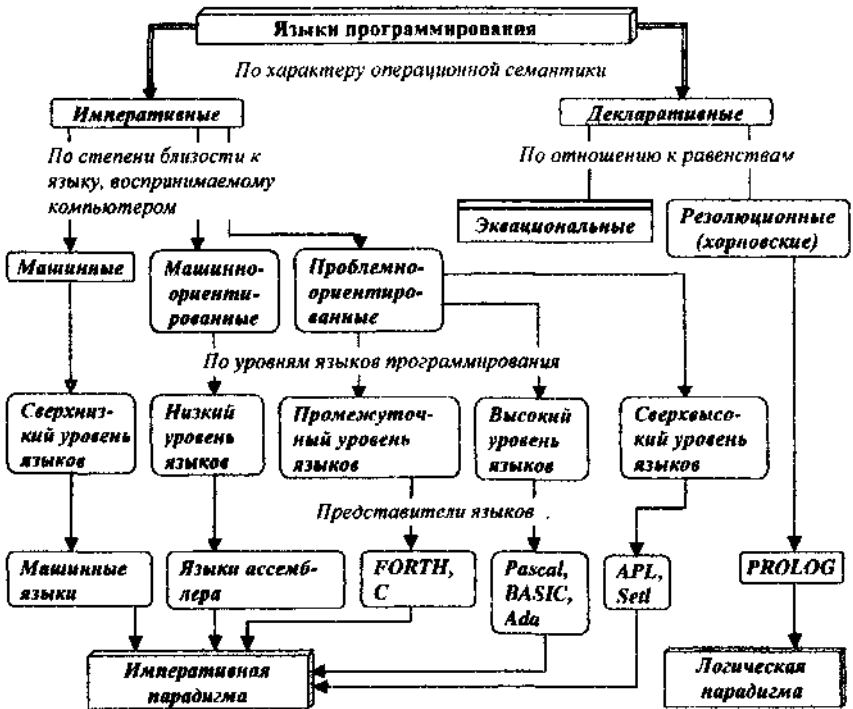 Языки программирования
По характеру операционной семантики
Императивные
Декларативные
По степени близости к
языку, воспринимаемому
компьютером
По отношению к равенствам
Эквациональные
Резолюционные
(хорновские)
Машинные
Машинно-
ориенти-
рованные
Проблемно-
ориентиро-
ванные
По уровням языков программирования
Сверхниз-
кий уровень
языков
Низкий
уровень
языков
Промежуточ-
ный уровень
языков
Высокий
уровень
языков
Сверхвысо-
кий уровень
языков
Представители языков
Машинные
языки
Языки ассемб-
лера
FORTH,
C
Pascal,
BASIC,
Ada
APL,
Setl
PROLOG
Императивная
парадигма
Логическая
парадигма